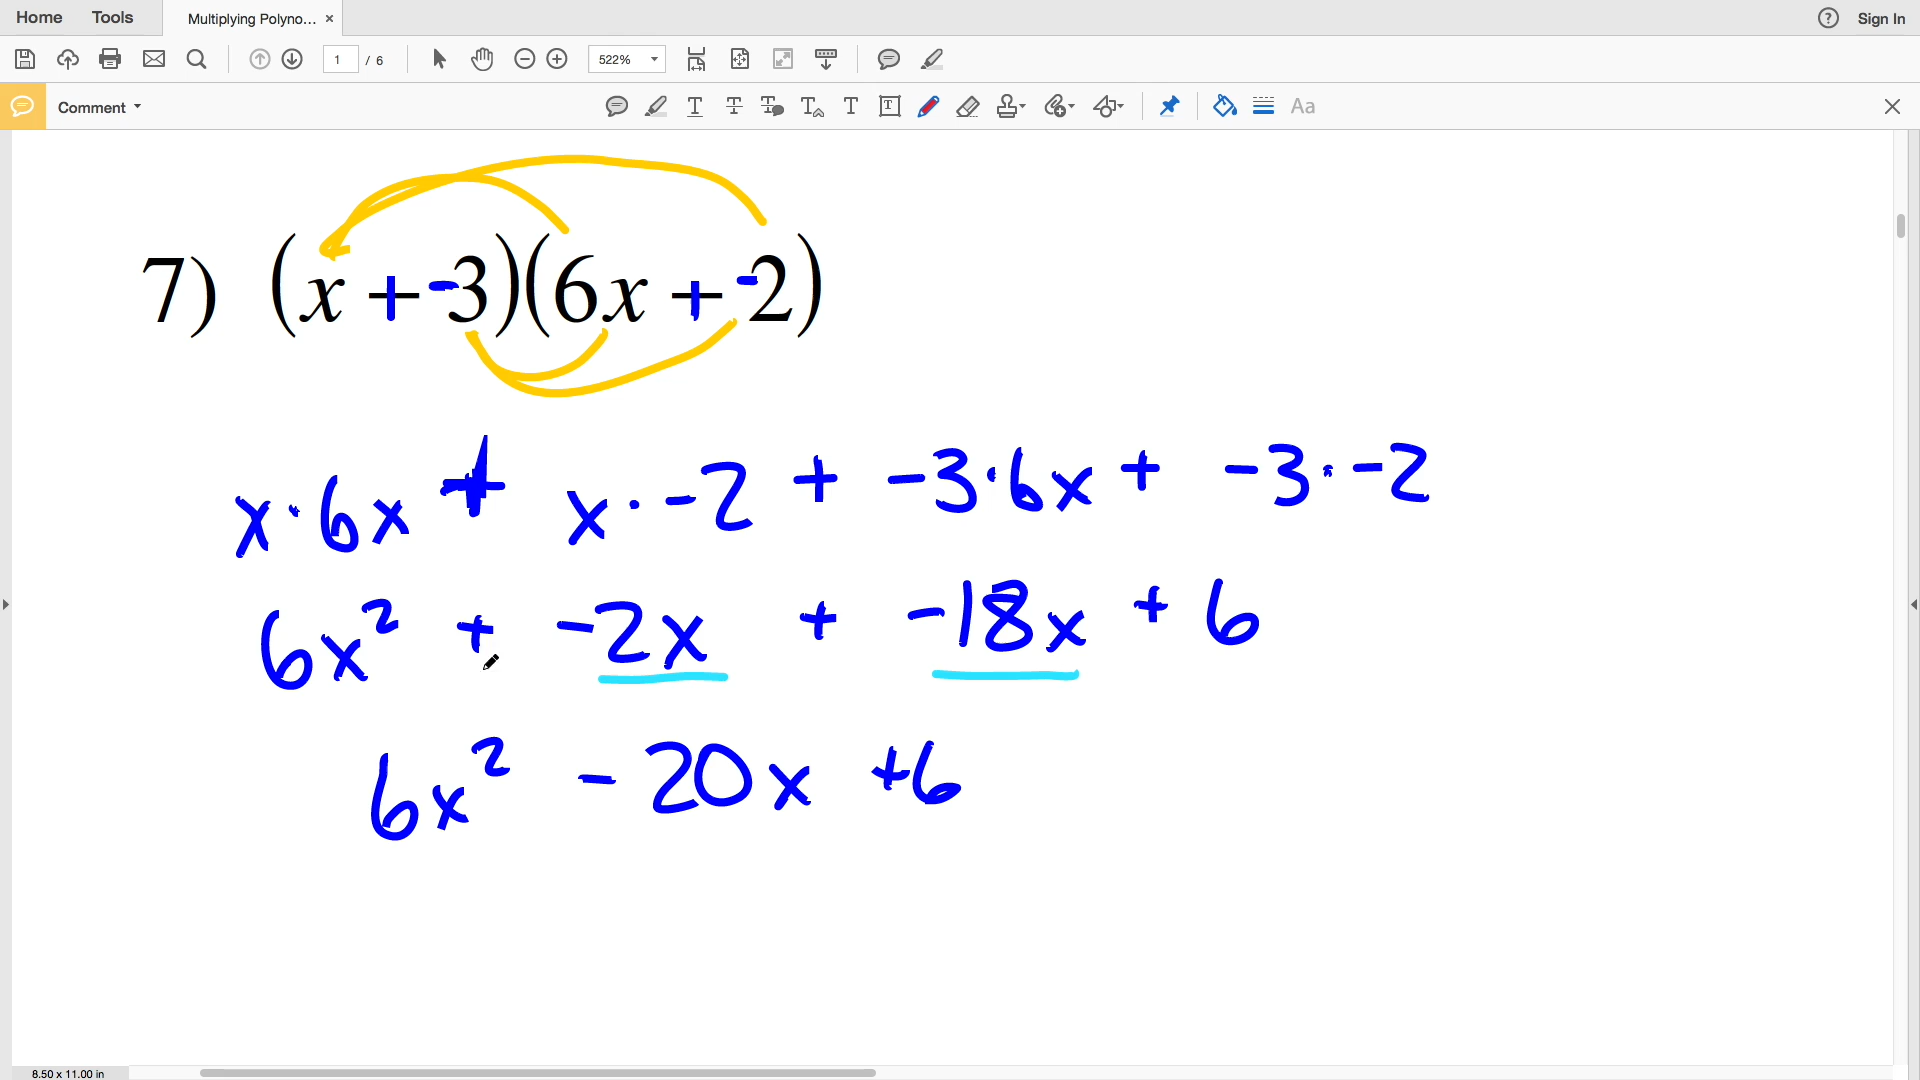 Home Tools Multiplying Polyno... × ? Sign In
1 / 6 522%
Comment T T T T T T Aa
7) (x + -3)(6x + -2)
x · 6x + x · -2 + -3 · 6x + -3 · -2
6x² + -2x + -18x + 6
6x² - 20x +6
8.50 x 11.00 in